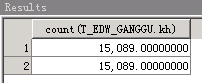 Results
count(T_EDW_GANGGU.kh)
1 15,089.00000000
2 15,089.00000000